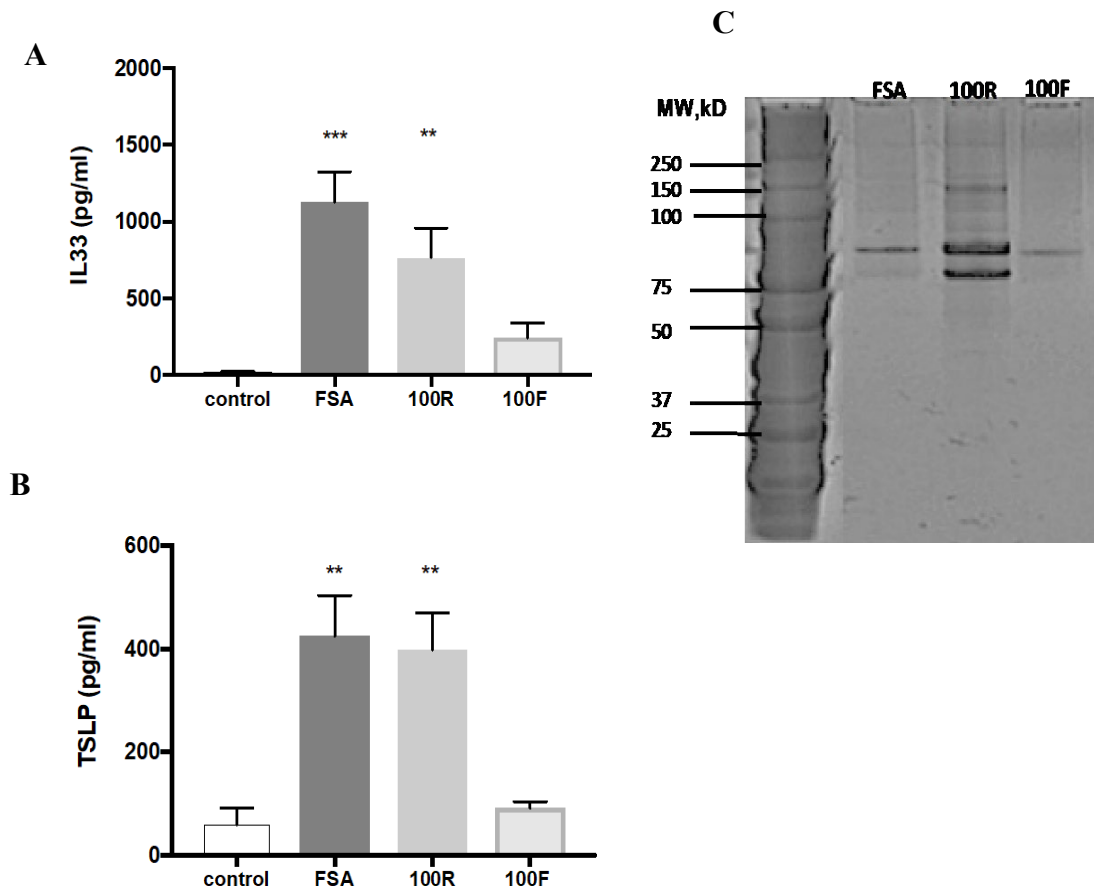 A
2000
1500
1000
500
0
IL33 (pg/ml)
***
**
control FSA 100R 100F
B
600
400
200
0
TSLP (pg/ml)
**
**
control FSA 100R 100F
C
FSA 100R 100F
MW,kD
250
150
100
75
50
37
25